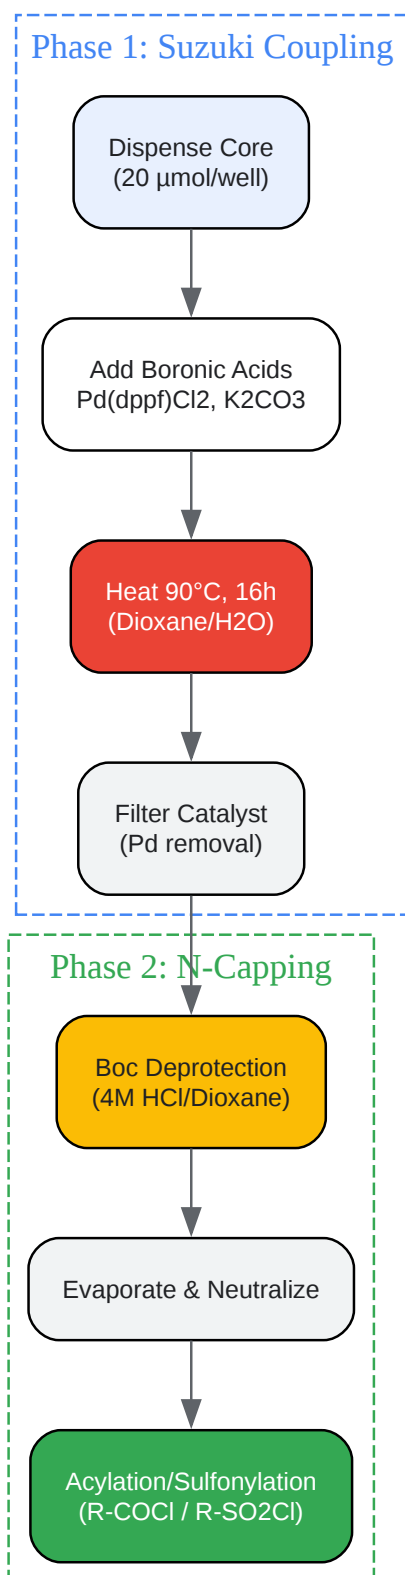 Phase 1: Suzuki Coupling
Dispense Core
(20 µmol/well)
Add Boronic Acids
Pd(dppf)Cl2, K2CO3
Heat 90°C, 16h
(Dioxane/H2O)
Filter Catalyst
(Pd removal)
Phase 2: N-Capping
Boc Deprotection
(4M HCl/Dioxane)
Evaporate & Neutralize
Acylation/Sulfonylation
(R-COCl / R-SO2Cl)